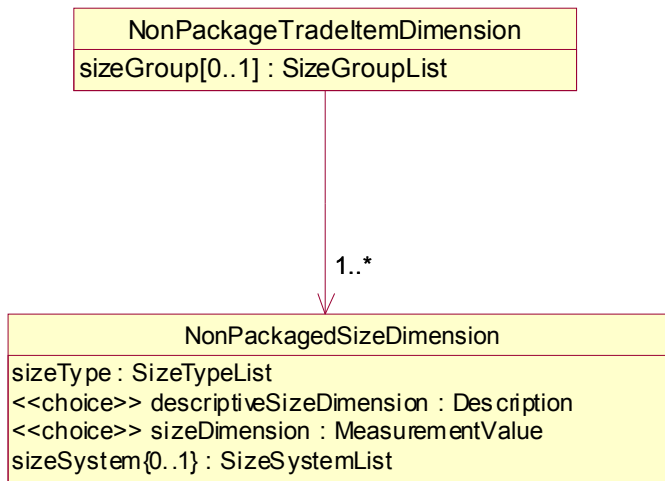 NonPackageTradeItemDimension
sizeGroup[0..1] : SizeGroupList
1..*
NonPackagedSizeDimension
sizeType : SizeTypeList
<<choice>> descriptiveSizeDimension : Description
<<choice>> sizeDimension : MeasurementValue
sizeSystem{0..1} : SizeSystemList